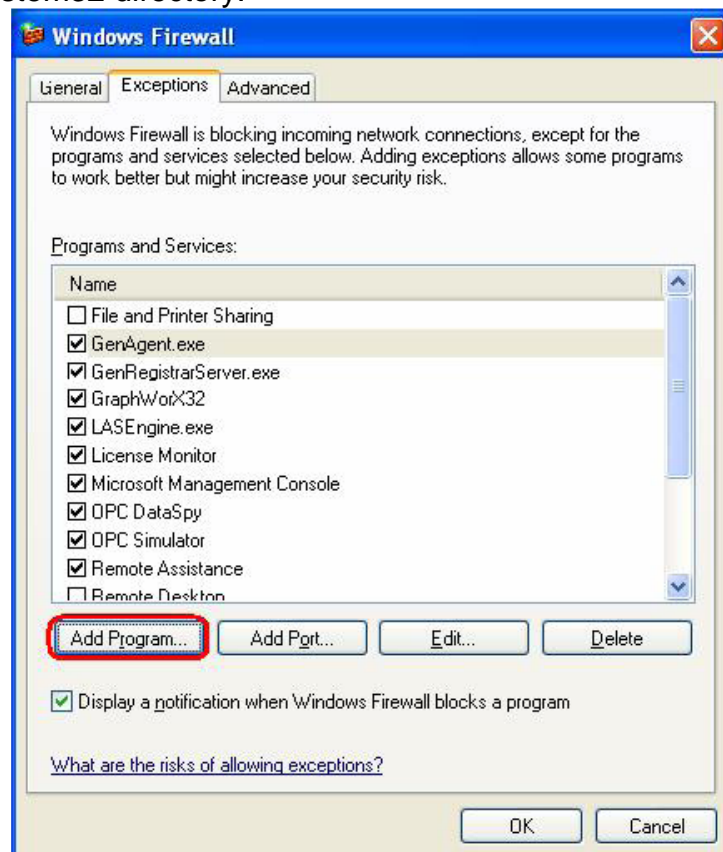 directory.
Windows Firewall
General Exceptions Advanced
Windows Firewall is blocking incoming network connections, except for the
programs and services selected below. Adding exceptions allows some programs
to work better but might increase your security risk.
Programs and Services:
Name
File and Printer Sharing
GenAgent.exe
GenRegistrarServer.exe
GraphWorX32
LASEngine.exe
License Monitor
Microsoft Management Console
OPC DataSpy
OPC Simulator
Remote Assistance
Remote Desktop
Add Program... Add Port... Edit... Delete
Display a notification when Windows Firewall blocks a program
What are the risks of allowing exceptions?
OK Cancel